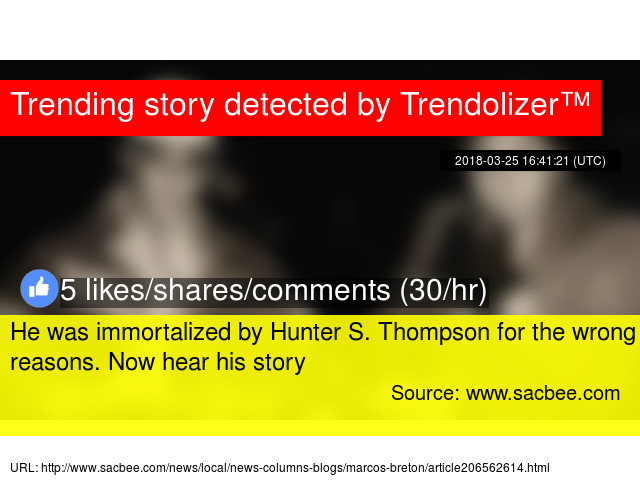 Trending story detected by Trendolizer™
2018-03-25 16:41:21 (UTC)
5 likes/shares/comments (30/hr)
He was immortalized by Hunter S. Thompson for the wrong
reasons. Now hear his story
Source: www.sacbee.com
URL: http://www.sacbee.com/news/local/news-columns-blogs/marcos-breton/article206562614.html